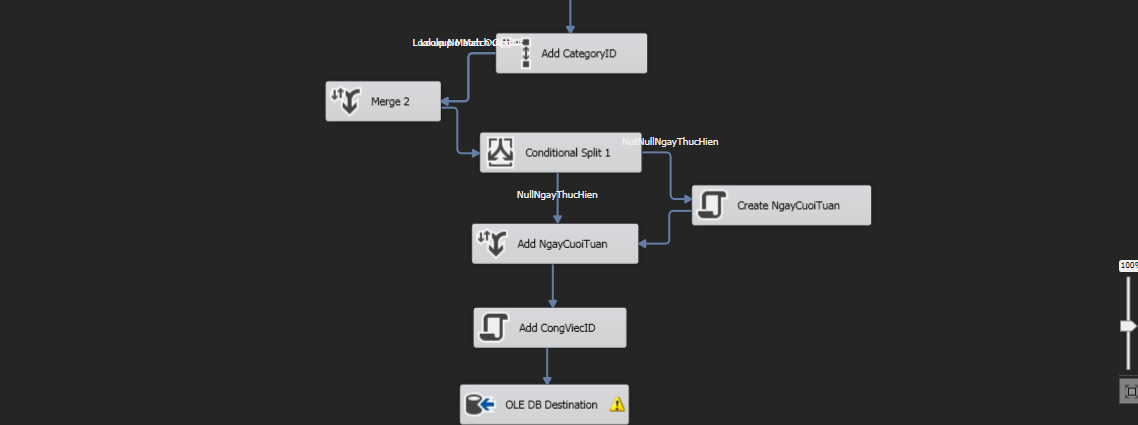 Add CategoryID
Merge 2
Conditional Split 1
NotNullNgayThucHien
NullNgayThucHien
Create NgayCuoiTuan
Add NgayCuoiTuan
100%
Add CongViecID
OLE DB Destination